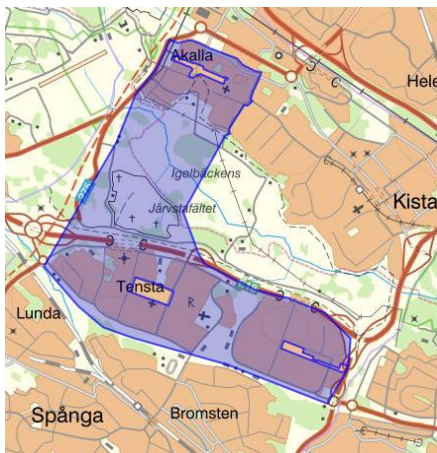 Akalla
Hele
Igelbäckens
Kista
Järvstafältet
Tensta
Lunda
Spånga
Bromsten